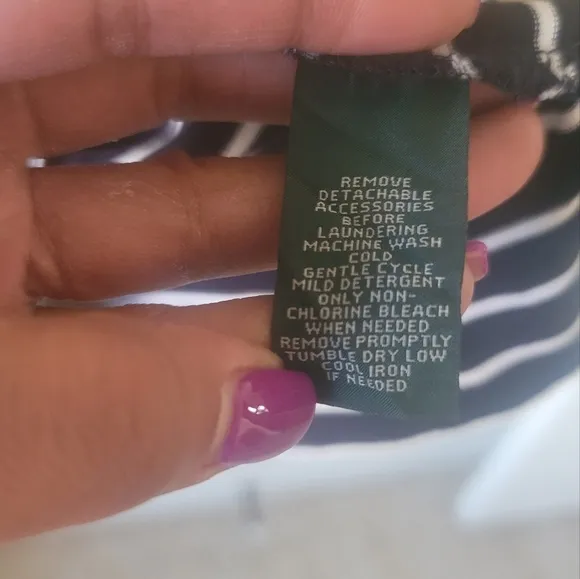 REMOVE
DETACHABLE
ACCESSORIES
BEFORE
LAUNDERING
MACHINE WASH
COLD
GENTLE CYCLE
MILD DETERGENT
ONLY NON-
CHLORINE BLEACH
WHEN NEEDED
REMOVE PROMPTLY
TUMBLE DRY LOW
COOL IRON
IF NEEDED